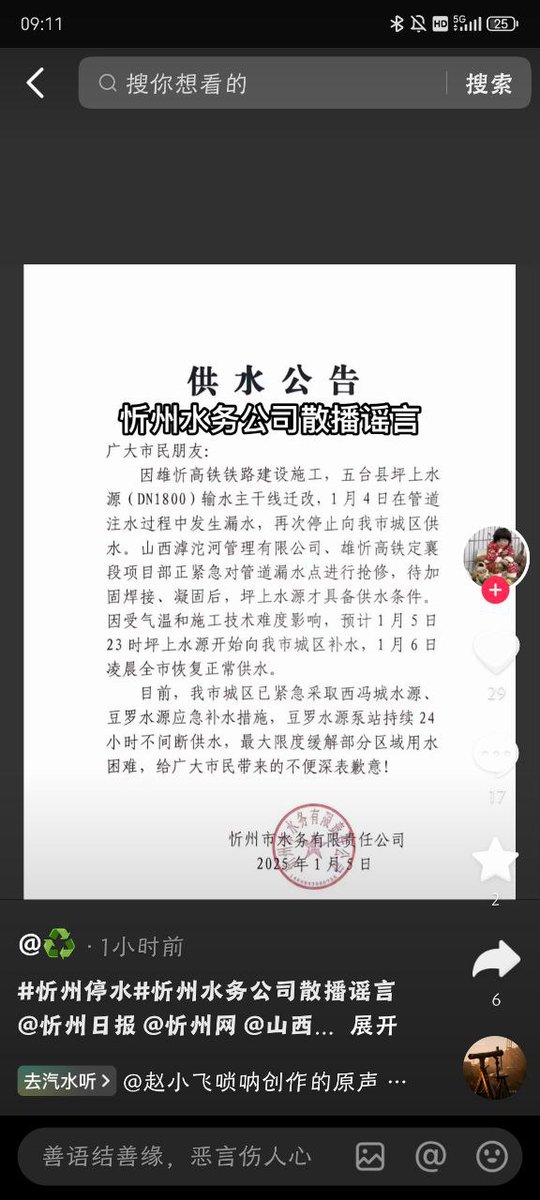 09:11
HD 5G 25
搜你想看的 搜索
供水公告
忻州水务公司散播谣言
广大市民朋友：
因雄忻高铁铁路建设施工，五台县坪上水
源（DN1800）输水主干线迁改，1月4日在管道
注水过程中发生漏水，再次停止向我市城区供
水。山西滹沱河管理有限公司、雄忻高铁定襄
段项目部正紧急对管道漏水点进行抢修，待加
固焊接、凝固后，坪上水源才具备供水条件。
因受气温和施工技术难度影响，预计1月5日
23时坪上水源开始向我市城区补水，1月6日
凌晨全市恢复正常供水。
目前，我市城区已紧急采取西冯城水源、
豆罗水源应急补水措施，豆罗水源泵站持续24
小时不间断供水，最大限度缓解部分区域用水
困难，给广大市民带来的不便深表歉意！
忻州市水务有限责任公司
2025年1月5日
29
17
2
6
@♻️ · 1小时前
#忻州停水#忻州水务公司散播谣言
@忻州日报 @忻州网 @山西... 展开
去汽水听 > @赵小飞唢呐创作的原声 ...
善语结善缘，恶言伤人心